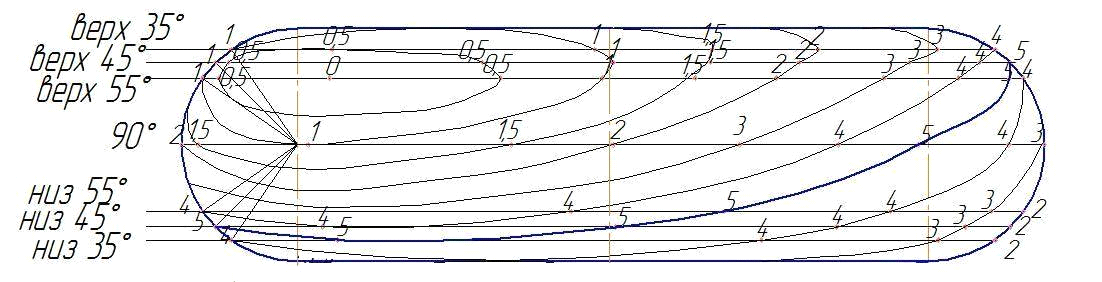 верх 35° 1 0,5 1 1,5 2 3 4
верх 45° 1 0,5 0,5 1 1,5 2 3 4 5
верх 55° 1 0,5 0 0,5 1 1,5 2 3 4 5 4
90° 2 1,5 1 1,5 2 3 4 5 4 3
низ 55° 4 4 5 4 3 2
низ 45° 5 4 5 4 3 2
низ 35° 4 5 4 3 2